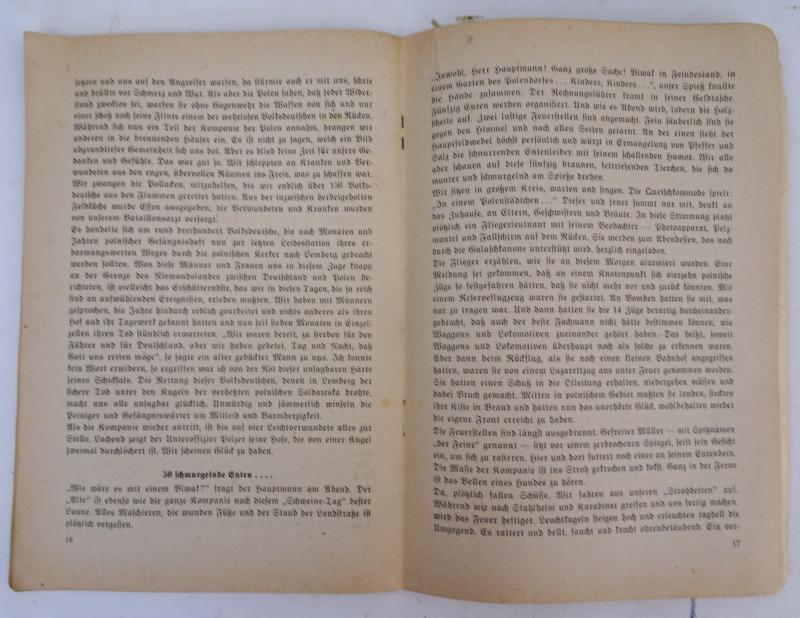 setzten und uns auf den Angreifer warfen, da stürmte auch er mit uns, schrie
und brüllte vor Schmerz und Wut. Als aber die Polen sahen, daß jeder Wider-
stand zwecklos sei, warfen sie ohne Gegenwehr die Waffen von sich und nur
einer schoß noch seine Flinte einem der wehrlosen Volksdeutschen in den Rücken.
Während sich nun ein Teil der Kompanie der Polen annahm, drangen wir
anderen in die brennenden Häuser ein. Es ist nicht zu sagen, welch ein Bild
abgrundtiefer Gemeinheit sich uns bot. Aber es blieb keine Zeit für unsere Ge-
danken und Gefühle. Das war gut so. Wir schleppten an Kranken und Ver-
wundeten aus den engen, übervollen Räumen ins Freie, was zu schaffen war.
Wir zwangen die Pollacken, mitzuhelfen, bis wir endlich über 150 Volks-
deutsche aus den Flammen gerettet hatten. Aus der inzwischen herbeigeholten
Feldküche wurde Essen ausgegeben, die Verwundeten und Kranken wurden
von unserem Bataillonsarzt versorgt.
Es handelte sich um rund dreihundert Volksdeutsche, die nach Monaten und
Jahren polnischer Gefängnishaft nun zur letzten Leidesstation ihres er-
barmungswerten Weges durch die polnischen Kerker nach Lemberg gebracht
werden sollten. Was diese Männer und Frauen uns in diesem Zuge knapp
an der Grenze des Niemandslandes zwischen Deutschland und Polen be-
richteten, ist vielleicht das Erschütterndste, das wir in diesen Tagen, die so reich
sind an aufwühlenden Ereignissen, erleben mußten. Wir haben mit Männern
gesprochen, die Jahre hindurch redlich gearbeitet und nichts anderes als ihren
Hof und ihr Tagewerk gekannt hatten und nun seit sieben Monaten in Einzel-
zellen ihren Tod stündlich erwarteten. „Wir waren bereit, zu sterben für den
Führer und für Deutschland, aber wir haben gebetet, Tag und Nacht, daß
Gott uns retten möge“, so sagte ein alter gebückter Mann zu uns. Ich konnte
kein Wort erwidern, so ergriffen war ich von der Not dieser unsagbaren Härte
seines Schicksals. Die Rettung dieser Volksdeutschen, denen in Lemberg der
sichere Tod unter den Kugeln der verhetzten polnischen Soldateska drohte,
macht uns alle unsagbar glücklich. Unwürdig und jämmerlich winseln die
Peiniger und Gefängniswärter um Mitleid und Barmherzigkeit.
Als die Kompanie wieder antritt, ist bis auf vier Leichtverwundete alles zur
Stelle. Lachend zeigt der Unteroffizier Pelzer seine Hose, die von einer Kugel
zweimal durchlöchert ist. Wir scheinen Glück zu haben.
50 schmurgelnde Enten . . . .
„Wie wäre es mit einem Biwak?“ fragt der Hauptmann am Abend. Der
„Alte“ ist ebenso wie die ganze Kompanie nach diesem „Schweine-Tag“ bester
Laune. Alles Maschieren, die wunden Füße und der Staub der Landstraße ist
plötzlich vergessen.
16
„Jawohl, Herr Hauptmann! Ganz große Sache! Biwak in Feindesland, in
einem Garten des Polendorfes . . . Kinders, Kinders . . .“, unser Spieß knallte
die Hände zusammen. Der Rechnungsführer kramt in seiner Geldtasche.
Fünfzig Enten werden organisiert. Und wie es Abend wird, lodern die Holz-
scheite auf. Zwei lustige Feuerstellen sind angemacht. Fein säuberlich sind sie
gegen den Himmel und nach allen Seiten getarnt. An der einen steht der
Hauptfeldwebel höchst persönlich und würzt in Ermangelung von Pfeffer und
Salz die schnurrenden Entenleiber mit seinem schallenden Humor. Wir alle
aber schauen auf diese fünfzig braunen, fettriefenden Tierchen, die sich da
munter und schmurgelnd am Spieße drehen.
Wir sitzen in großem Kreis, warten und singen. Die Quetschkommode spielt:
„In einem Polenstädtchen . . .“ Dieser und jener summt nur mit, denkt an
das Zuhause, an Eltern, Geschwistern und Bräute. In diese Stimmung platzt
plötzlich ein Fliegerleutnant mit seinem Beobachter — Photoapparat, Pelz-
mantel und Fallschirm auf dem Rücken. Sie werden zum Abendessen, das noch
durch die Gulaschkanone unterstützt wird, herzlich eingeladen.
Die Flieger erzählen, wie sie an diesem Morgen alarmiert wurden. Eine
Meldung sei gekommen, daß an einem Knotenpunkt sich vierzehn polnische
Züge so festgefahren hätten, daß sie nicht mehr vor und zurück könnten. Mit
einem Reserveflugzeug waren sie gestartet. An Bomben hatten sie mit, was
nur zu tragen war. Und dann hatten sie die 14 Züge derartig durcheinander-
gebracht, daß auch der beste Fachmann nicht hätte bestimmen können, wie
Waggons und Lokomotiven zueinander gehört haben. Das heißt, soweit
Waggons und Lokomotiven überhaupt noch als solche zu erkennen waren.
Aber dann beim Rückflug, als sie noch einen kleinen Bahnhof angegriffen
hatten, waren sie von einem Lazarettzug aus unter Feuer genommen worden.
Sie hatten einen Schuß in die Ölleitung erhalten, niedergehen müssen und
dabei Bruch gemacht. Mitten in polnischem Gebiet mußten sie landen, steckten
ihre Kiste in Brand und hatten nun das unerhörte Glück, wohlbehalten wieder
die eigene Front erreicht zu haben.
Die Feuerstellen sind längst ausgebrannt. Gefreiter Müller — mit Spitznamen
„der Feine“ genannt — sitzt vor einem zerbrochenen Spiegel, seift sein Gesicht
ein, um sich zu rasieren. Hier und dort futtert noch einer an seinem Entenbein.
Die Masse der Kompanie ist ins Stroh gekrochen und kokst. Ganz in der Ferne
ist das Bellen eines Hundes zu hören.
Da, plötzlich fallen Schüsse. Wir fahren aus unseren „Strohbetten“ auf.
Während wir nach Stahlhelm und Karabiner greifen und uns fertig machen,
wird das Feuer heftiger. Leuchtkugeln steigen hoch und erleuchten taghell die
Umgegend. Es rattert und bellt, faucht und kracht ohrenbetäubend. Ein ver-
17